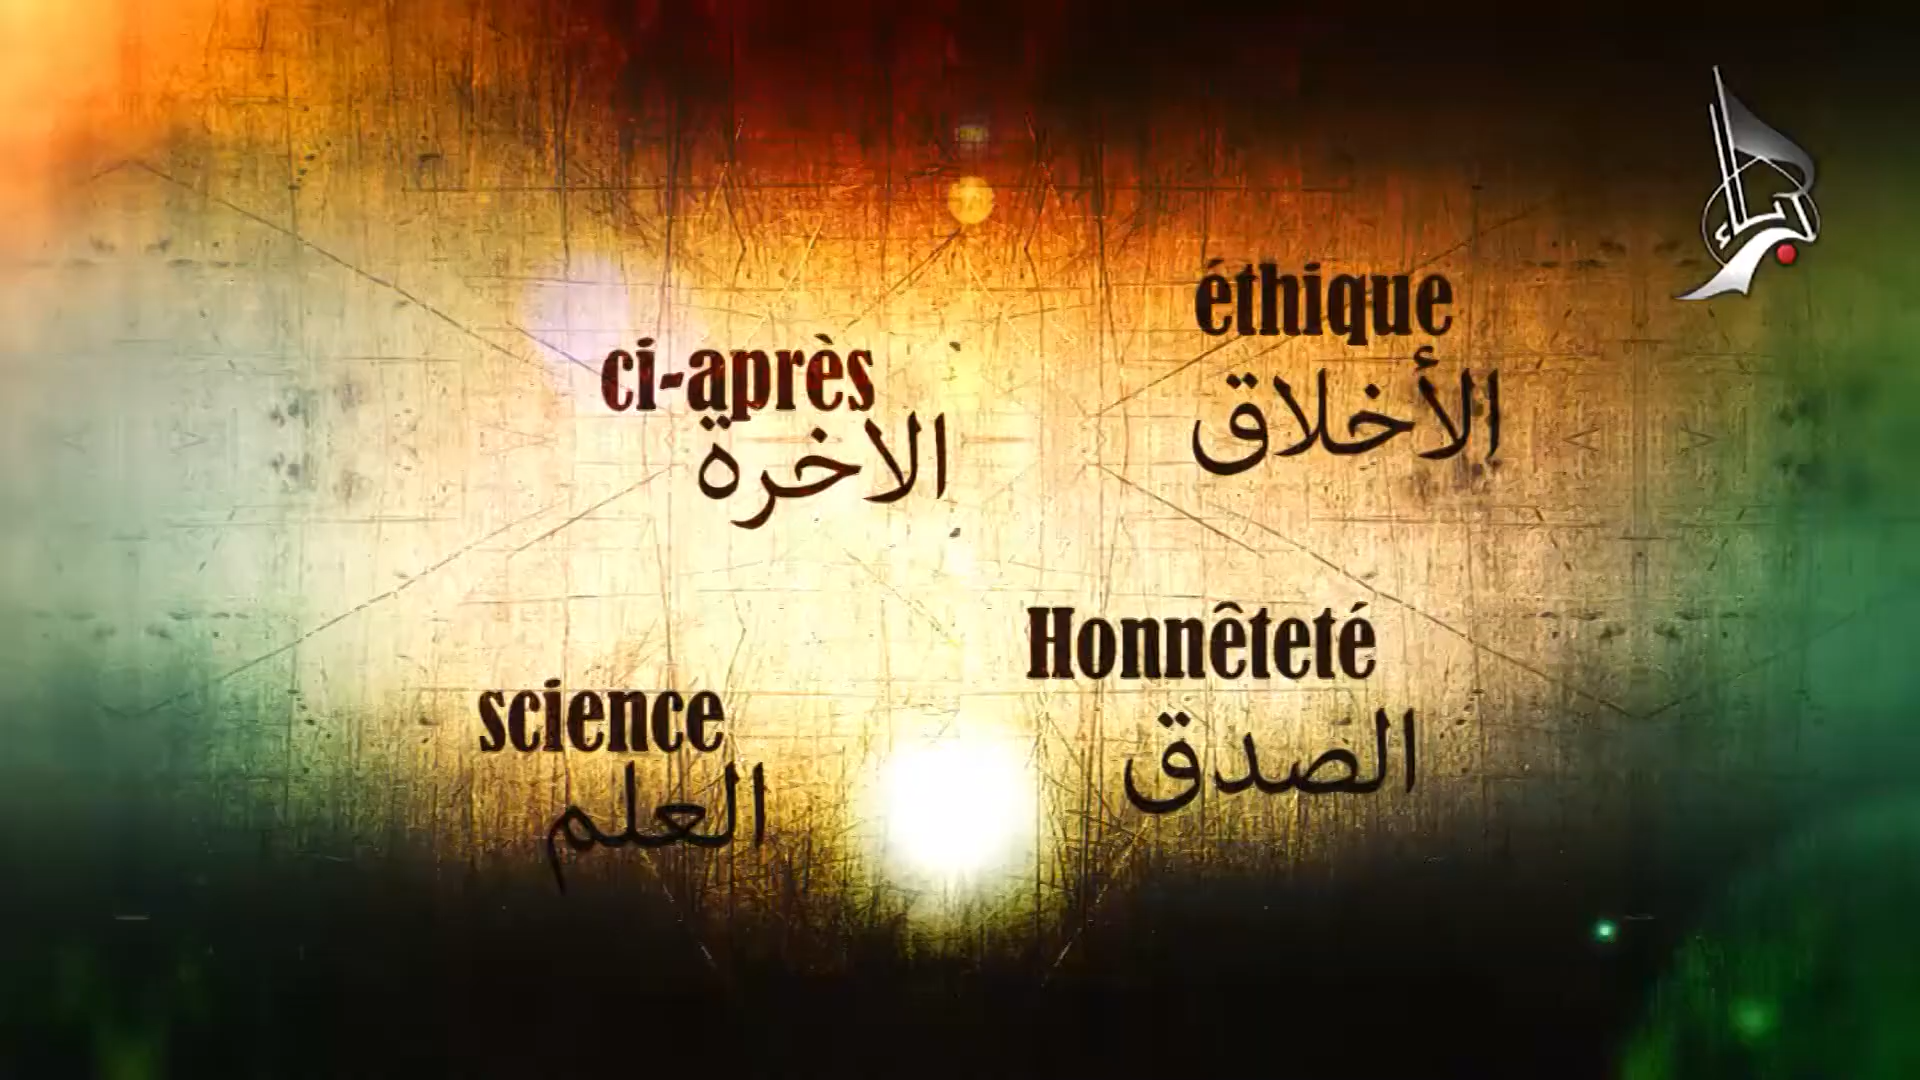 éthique
الأخلاق
ci-après
الاخرة
Honnêteté
الصدق
science
العلم